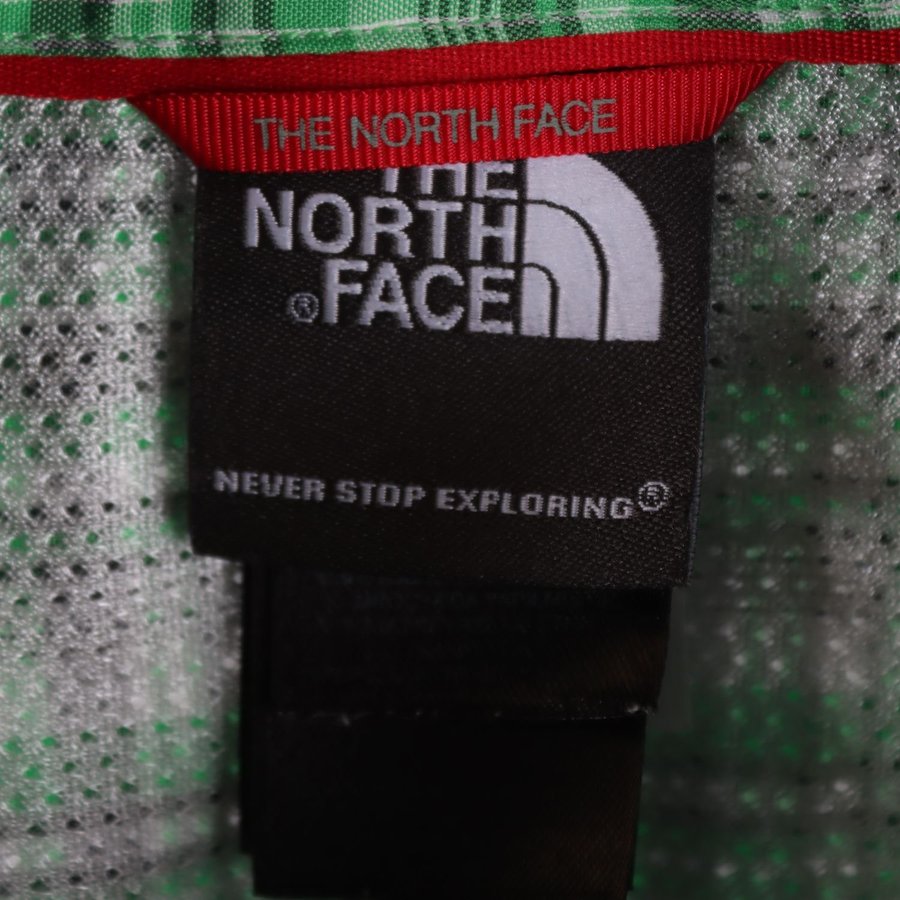 THE NORTH FACE
THE
NORTH
®FACE
NEVER STOP EXPLORING®